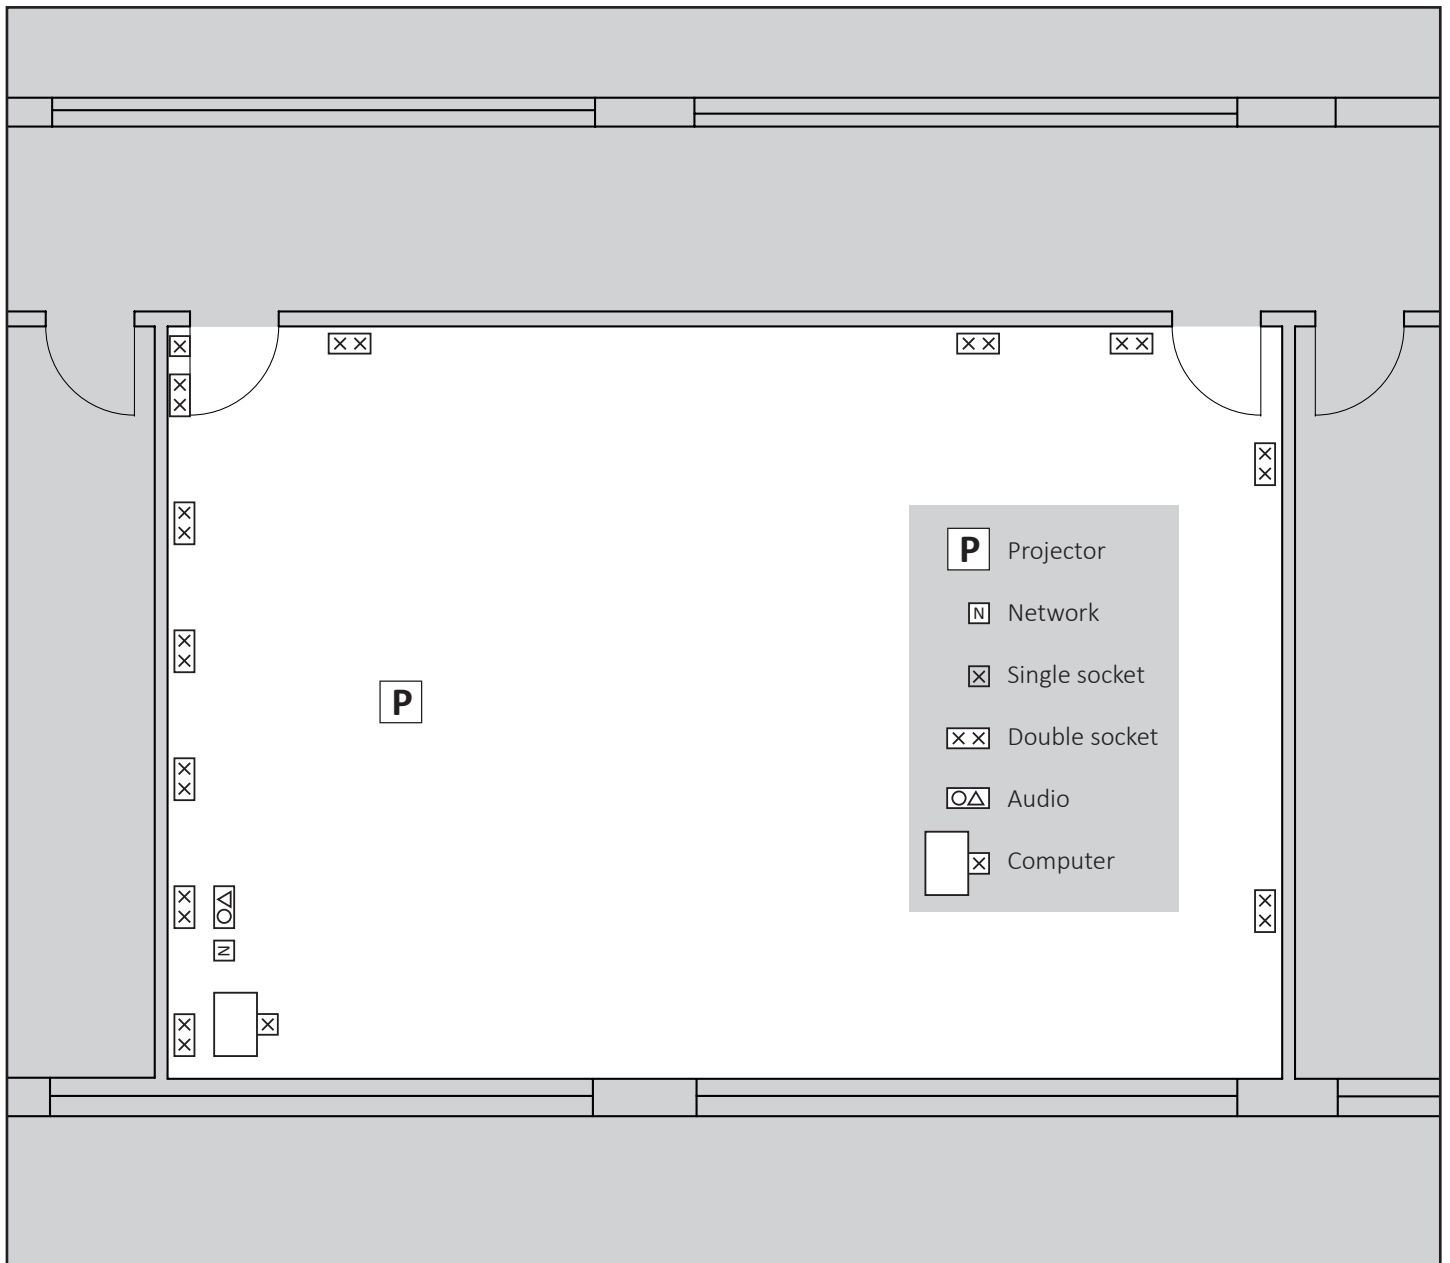 P Projector
N Network
Single socket
Double socket
Audio
Computer
P
N